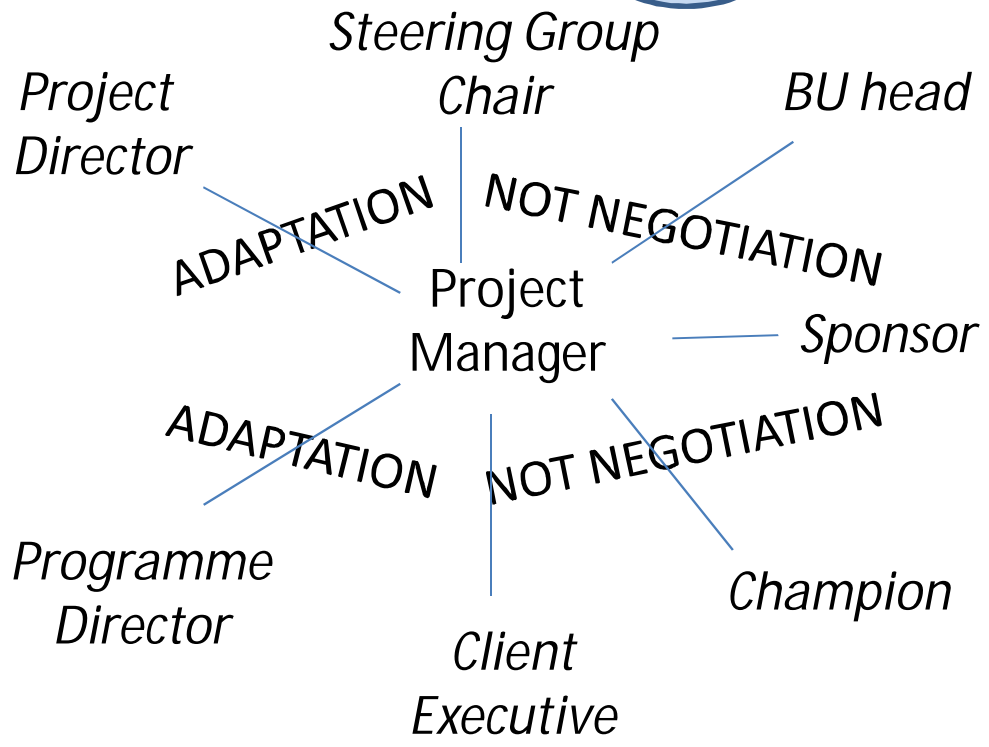 Steering Group
Chair
Project
Director
BU head
ADAPTATION
NOT NEGOTIATION
Project
Manager
Sponsor
ADAPTATION
NOT NEGOTIATION
Programme
Director
Champion
Client
Executive